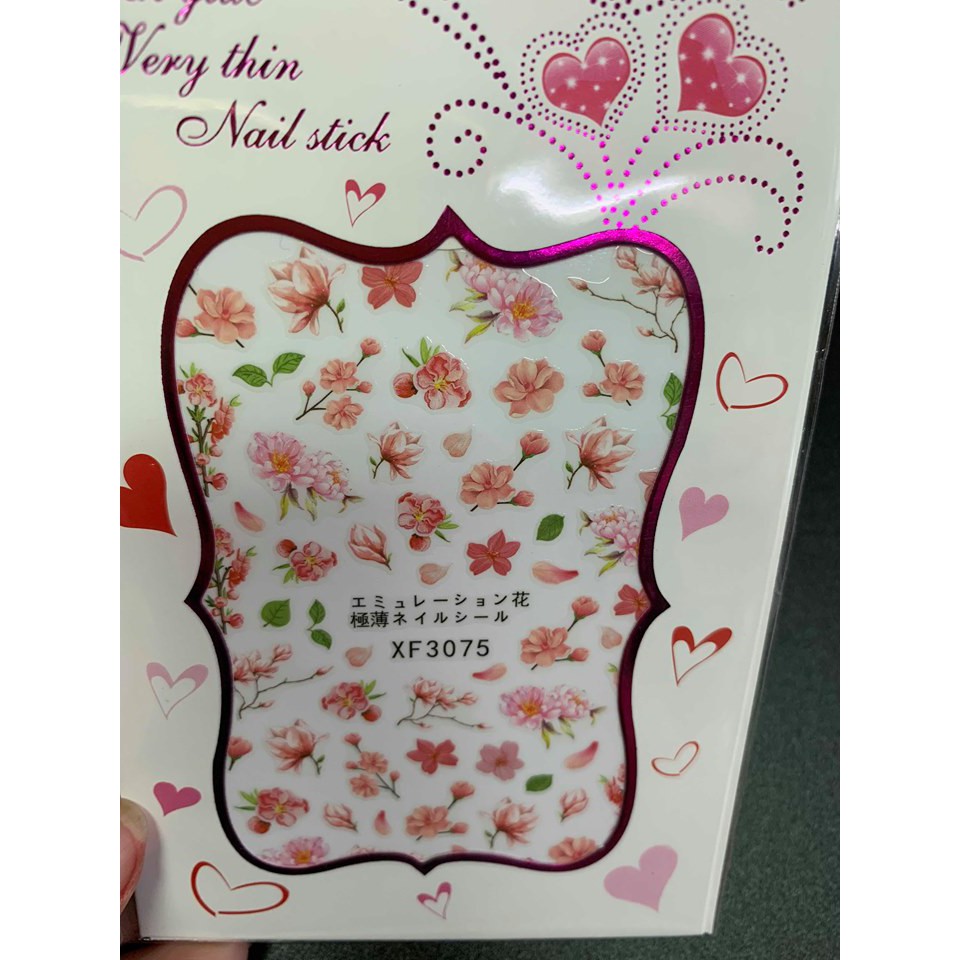 Very thin
Nail stick
エミュレーション花
極薄ネイルシール
XF3075